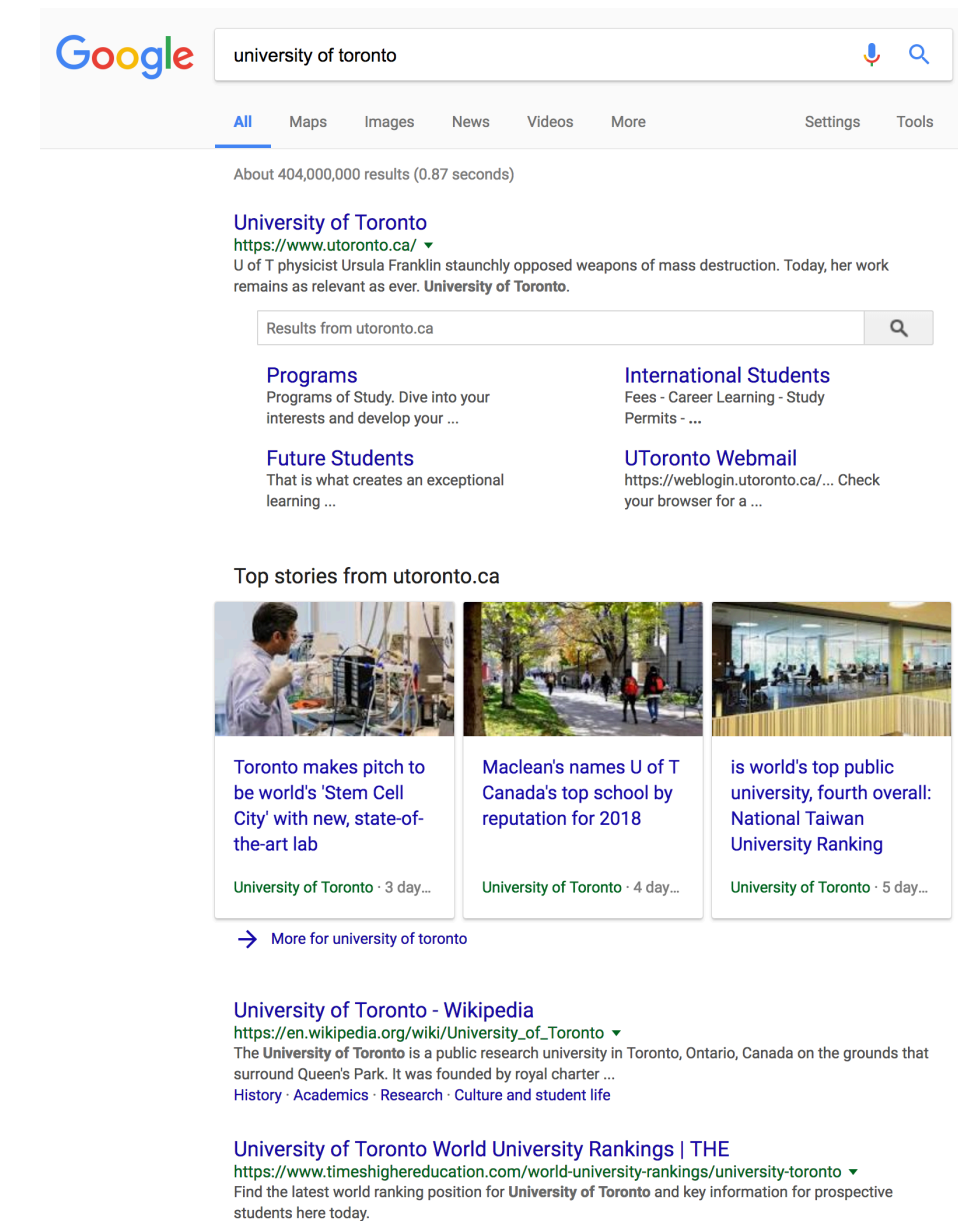 Google
university of toronto
All Maps Images News Videos More Settings Tools
About 404,000,000 results (0.87 seconds)
University of Toronto
https://www.utoronto.ca/
U of T physicist Ursula Franklin staunchly opposed weapons of mass destruction. Today, her work
remains as relevant as ever. University of Toronto.
Results from utoronto.ca
Programs
Programs of Study. Dive into your
interests and develop your ...
International Students
Fees - Career Learning - Study
Permits - ...
Future Students
That is what creates an exceptional
learning ...
UToronto Webmail
https://weblogin.utoronto.ca/... Check
your browser for a ...
Top stories from utoronto.ca
Toronto makes pitch to
be world's 'Stem Cell
City' with new, state-of-
the-art lab
University of Toronto · 3 day...
Maclean's names U of T
Canada's top school by
reputation for 2018
University of Toronto · 4 day...
is world's top public
university, fourth overall:
National Taiwan
University Ranking
University of Toronto · 5 day...
More for university of toronto
University of Toronto - Wikipedia
https://en.wikipedia.org/wiki/University_of_Toronto
The University of Toronto is a public research university in Toronto, Ontario, Canada on the grounds that
surround Queen's Park. It was founded by royal charter ...
History · Academics · Research · Culture and student life
University of Toronto World University Rankings | THE
https://www.timeshighereducation.com/world-university-rankings/university-toronto
Find the latest world ranking position for University of Toronto and key information for prospective
students here today.